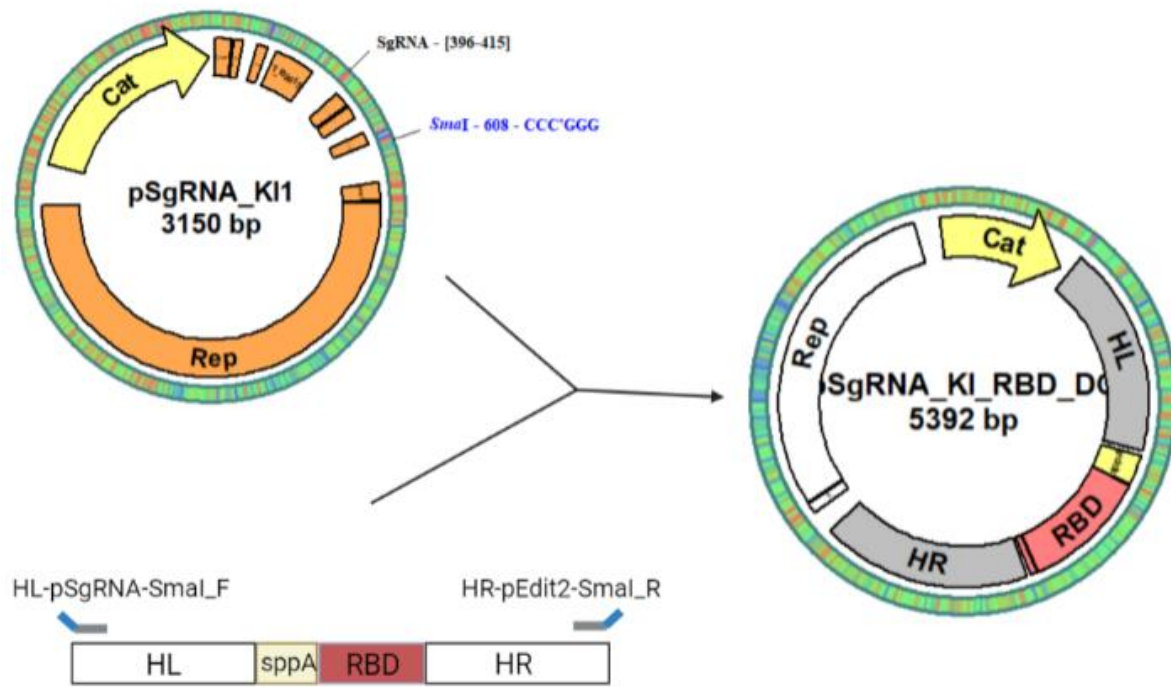 Cat
SgRNA - [396-415]
SmaI - 608 - CCC'GGG
pSgRNA_KI1
3150 bp
Rep
Cat
HL
Rep
SgRNA_KI_RBD_DO
5392 bp
RBD
HR
HL-pSgRNA-SmaI_F
HR-pEdit2-SmaI_R
HL
sppA
RBD
HR